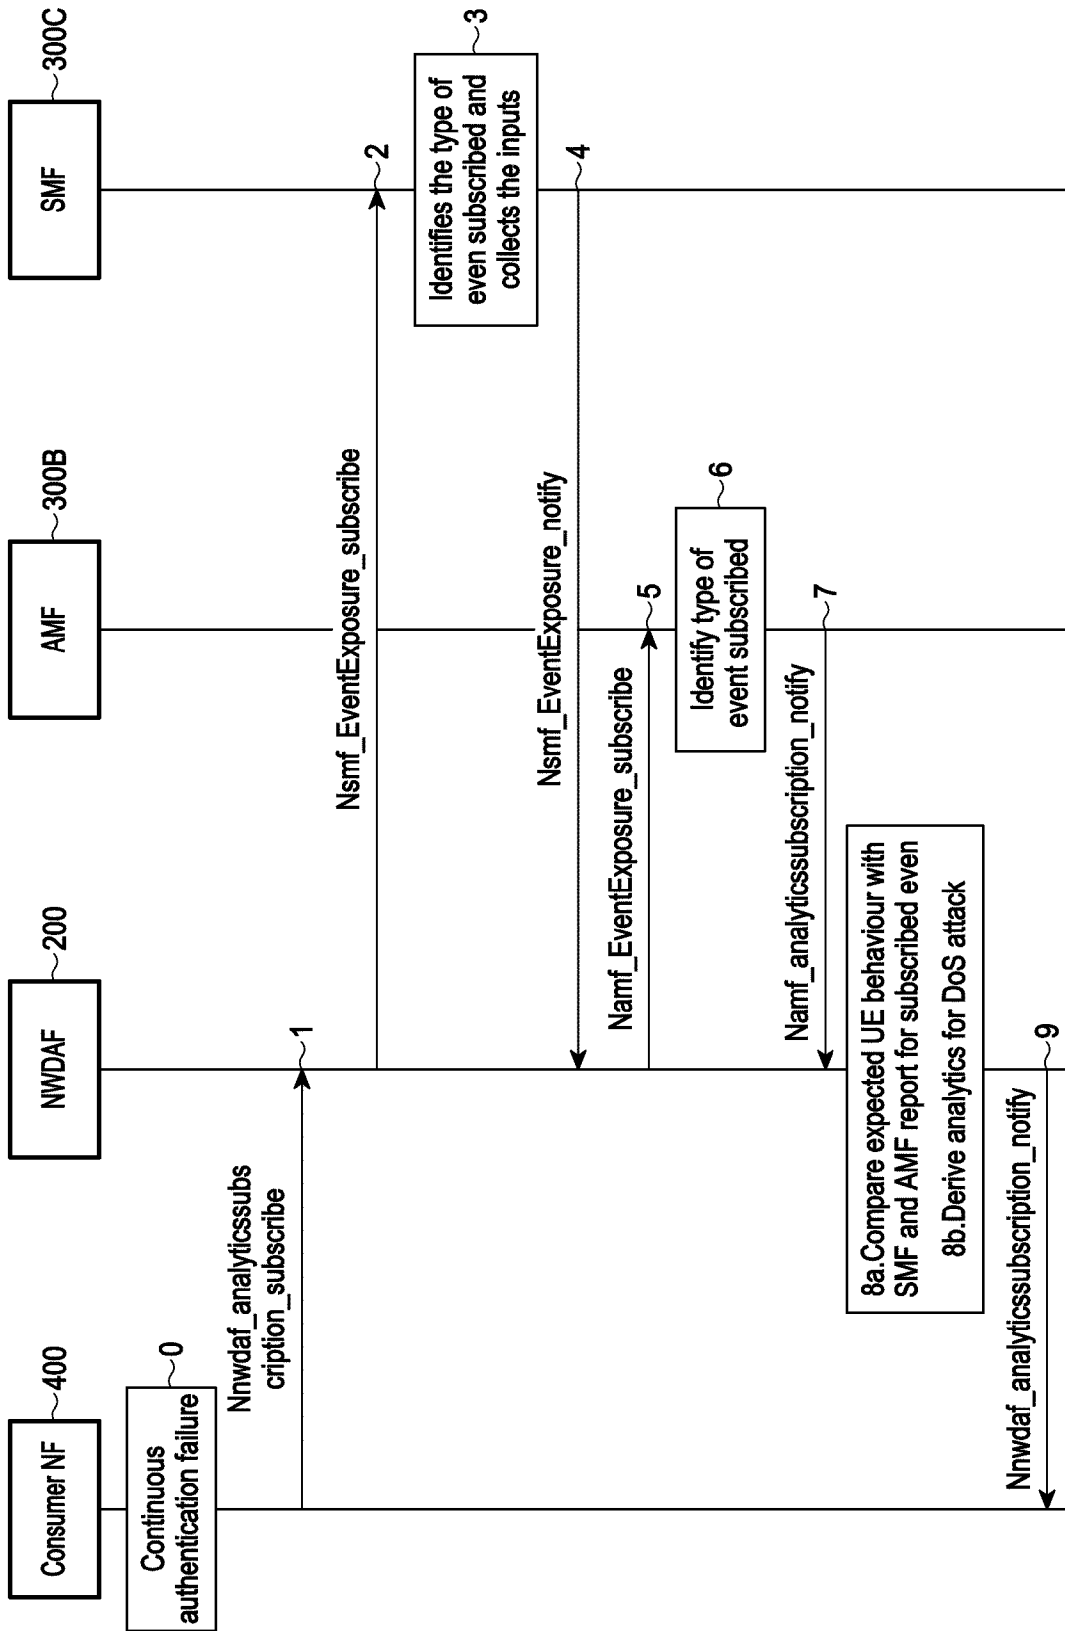 Consumer NF
400
NWDAF
200
AMF
300B
SMF
300C
Continuous
authentication failure
0
Nnwdaf_analyticssubs
cription_subscribe
1
Nsmf_EventExposure_subscribe
2
Identifies the type of
even subscribed and
collects the inputs
3
Nsmf_EventExposure_notify
4
Namf_EventExposure_subscribe
5
Identify type of
event subscribed
6
Namf_analyticssubscription_notify
7
8a.Compare expected UE behaviour with
SMF and AMF report for subscribed even
8b.Derive analytics for DoS attack
Nnwdaf_analyticssubscription_notify
9